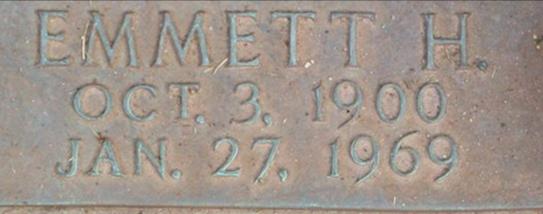 EMMETT H.
OCT. 3, 1900
JAN. 27, 1969